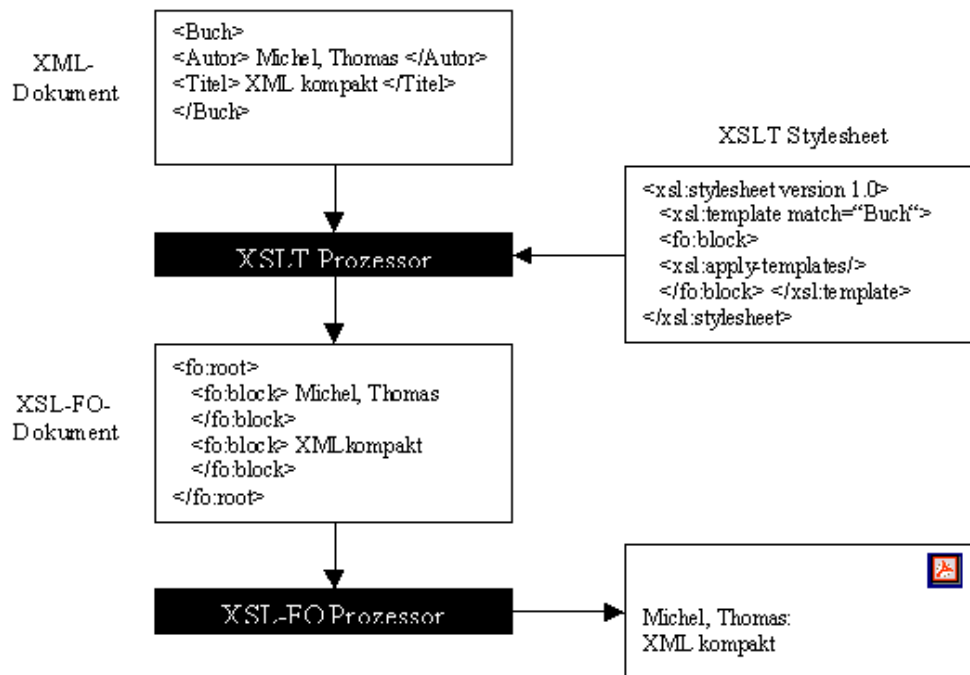 XML-
Dokument
<Buch>
<Autor> Michel, Thomas </Autor>
<Titel> XML kompakt </Titel>
</Buch>
XSLT Stylesheet
<xsl:stylesheet version 1.0>
<xsl:template match=“Buch“>
<fo:block>
<xsl:apply-templates/>
</fo:block> </xsl:template>
</xsl:stylesheet>
XSLT Prozessor
XSL-FO-
Dokument
<fo:root>
<fo:block> Michel, Thomas
</fo:block>
<fo:block> XMLkompakt
</fo:block>
</fo:root>
XSL-FO Prozessor
Michel, Thomas:
XML kompakt